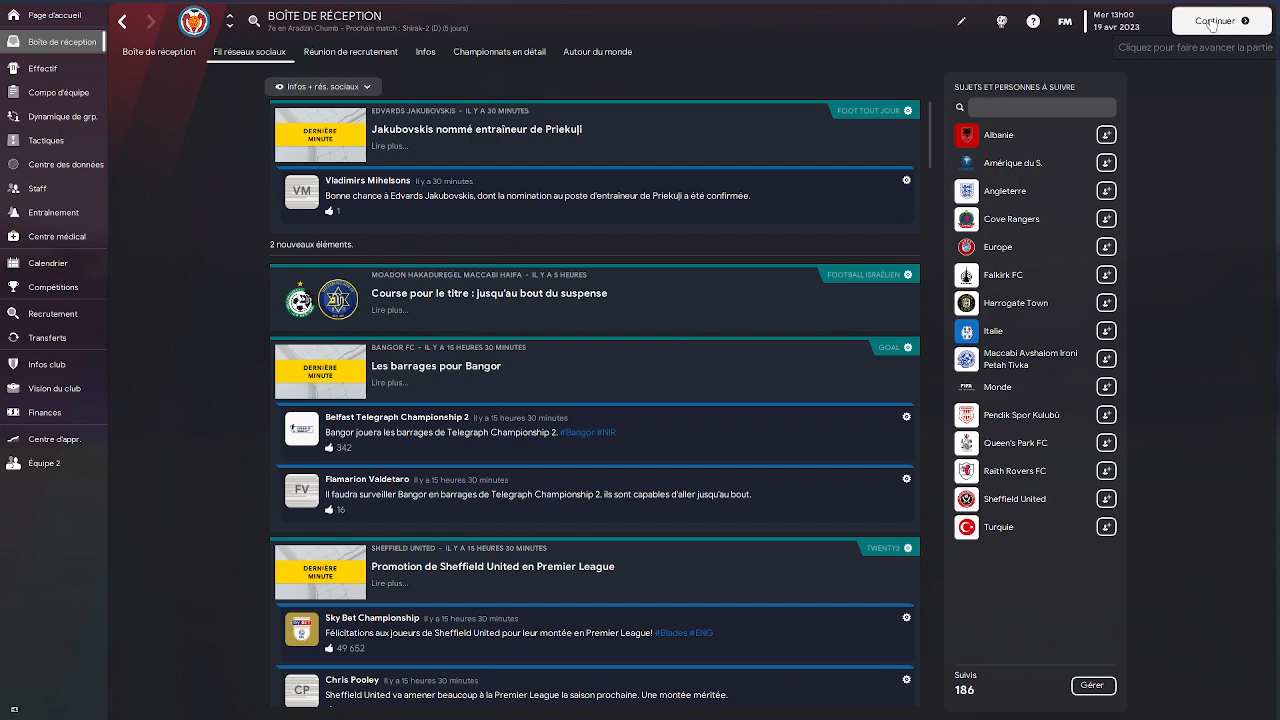 BOÎTE DE RÉCEPTION
7e en Aradzin Chumb - Prochain match : Shirak-2 (D) (5 jours)
FM
Mer 13h00
19 avr 2023
Continuer
Cliquez pour faire avancer la partie
Boîte de réception
Fil réseaux sociaux
Réunion de recrutement
Infos
Championnats en détail
Autour du monde
Page d'accueil
Boîte de réception
Effectif
Compo d'équipe
Dynamique de grp.
Tactique
Centre des données
Staff
Entraînement
Centre médical
Calendrier
Compétitions
Recrutement
Transferts
Infos club
Vision du club
Finances
Carrière
Équipe 2
Infos + rés. sociaux
EDVARDS JAKUBOVSKIS - IL Y A 30 MINUTES
FOOT TOUT JOUR
DERNIÈRE
MINUTE
Jakubovskis nommé entraîneur de Priekuļi
Lire plus...
VM
Vladimirs Mihelsons Il y a 30 minutes
Bonne chance à Edvards Jakubovskis, dont la nomination au poste d'entraîneur de Priekuļi a été confirmée.
1
2 nouveaux éléments.
MOADON HAKADUREGEL MACCABI HAIFA - IL Y A 5 HEURES
FOOTBALL ISRAÉLIEN
Course pour le titre : jusqu'au bout du suspense
Lire plus...
BANGOR FC - IL Y A 15 HEURES 30 MINUTES
GOAL
DERNIÈRE
MINUTE
Les barrages pour Bangor
Lire plus...
Belfast Telegraph Championship 2 Il y a 15 heures 30 minutes
Bangor jouera les barrages de Telegraph Championship 2. #Bangor #NIR
342
FV
Flamarion Valdetaro Il y a 15 heures 30 minutes
Il faudra surveiller Bangor en barrages de Telegraph Championship 2, ils sont capables d'aller jusqu'au bout.
16
SHEFFIELD UNITED - IL Y A 15 HEURES 30 MINUTES
TWENTY3
DERNIÈRE
MINUTE
Promotion de Sheffield United en Premier League
Lire plus...
SKY BET
Sky Bet Championship Il y a 15 heures 30 minutes
Félicitations aux joueurs de Sheffield United pour leur montée en Premier League! #Blades #ENG
49 652
CP
Chris Pooley Il y a 15 heures 30 minutes
Sheffield United va amener beaucoup à la Premier League la saison prochaine. Une montée méritée.
SUJETS ET PERSONNES À SUIVRE
Albanie
Amérique du S.
Angleterre
Cove Rangers
Europe
Falkirk FC
Harrogate Town
Italie
Maccabi Avshalom Ironi
Petah Tikva
FIFA
Monde
Pendik Spor Kulübü
Queen's Park FC
Raith Rovers FC
Sheffield United
Turquie
Suivis
186
Gérer